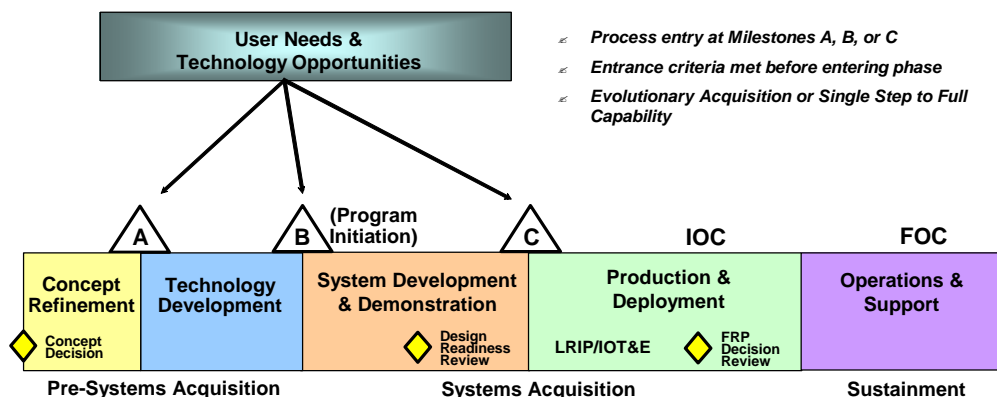 User Needs &
Technology Opportunities
Process entry at Milestones A, B, or C
Entrance criteria met before entering phase
Evolutionary Acquisition or Single Step to Full
Capability
A
B
(Program
Initiation)
C
IOC
FOC
Concept
Refinement
Technology
Development
System Development
& Demonstration
Production &
Deployment
Operations &
Support
Concept
Decision
Design
Readiness
Review
LRIP/IOT&E
FRP
Decision
Review
Pre-Systems Acquisition
Systems Acquisition
Sustainment